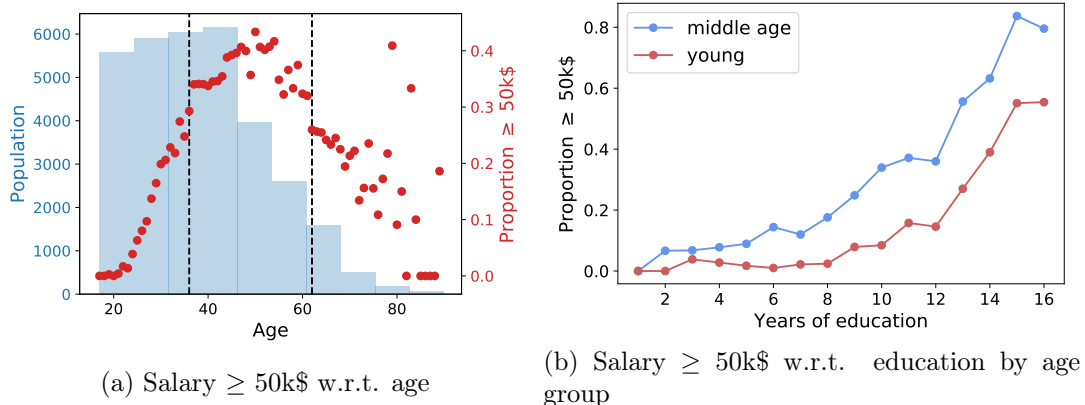 6000
5000
4000
3000
2000
1000
0
Population
20
40
60
80
Age
0.4
0.3
0.2
0.1
0.0
Proportion ≥ 50k$
(a) Salary ≥ 50k$ w.r.t. age
middle age
young
0.8
0.6
0.4
0.2
0.0
Proportion ≥ 50k$
2
4
6
8
10
12
14
16
Years of education
(b) Salary ≥ 50k$ w.r.t. education by age
group